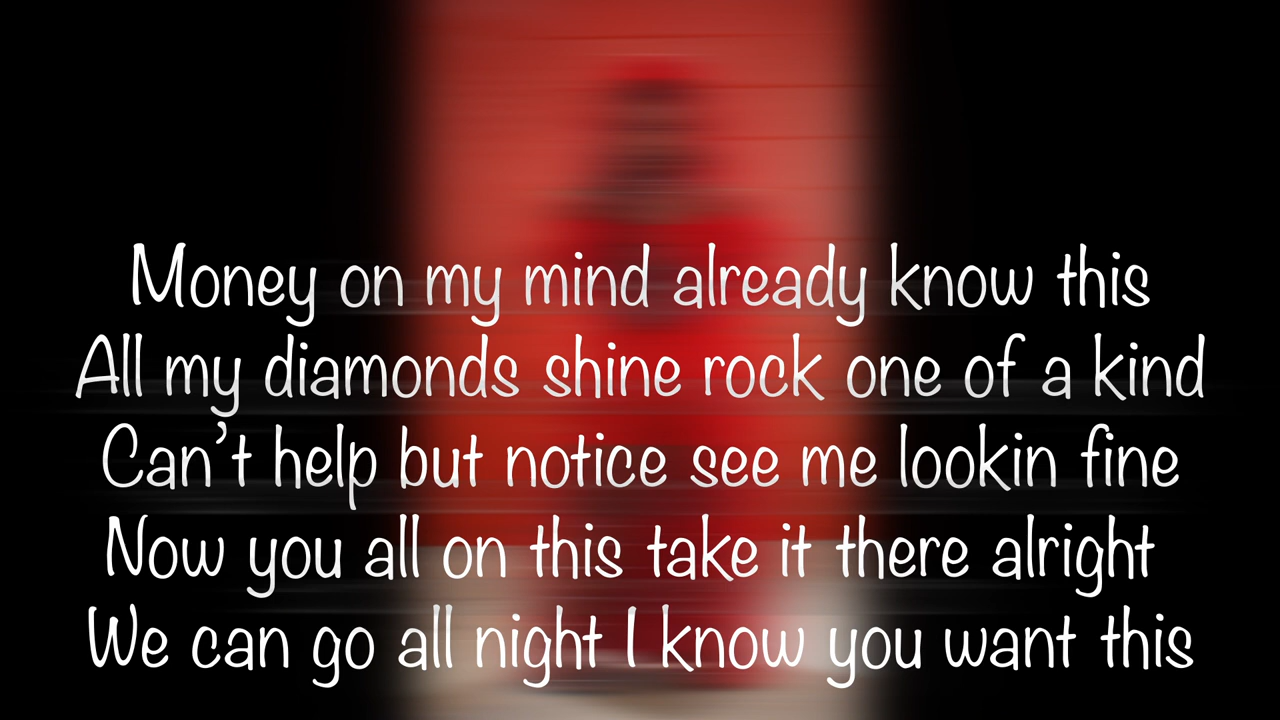 Money on my mind already know this
All my diamonds shine rock one of a kind
Can't help but notice see me lookin fine
Now you all on this take it there alright
We can go all night I know you want this